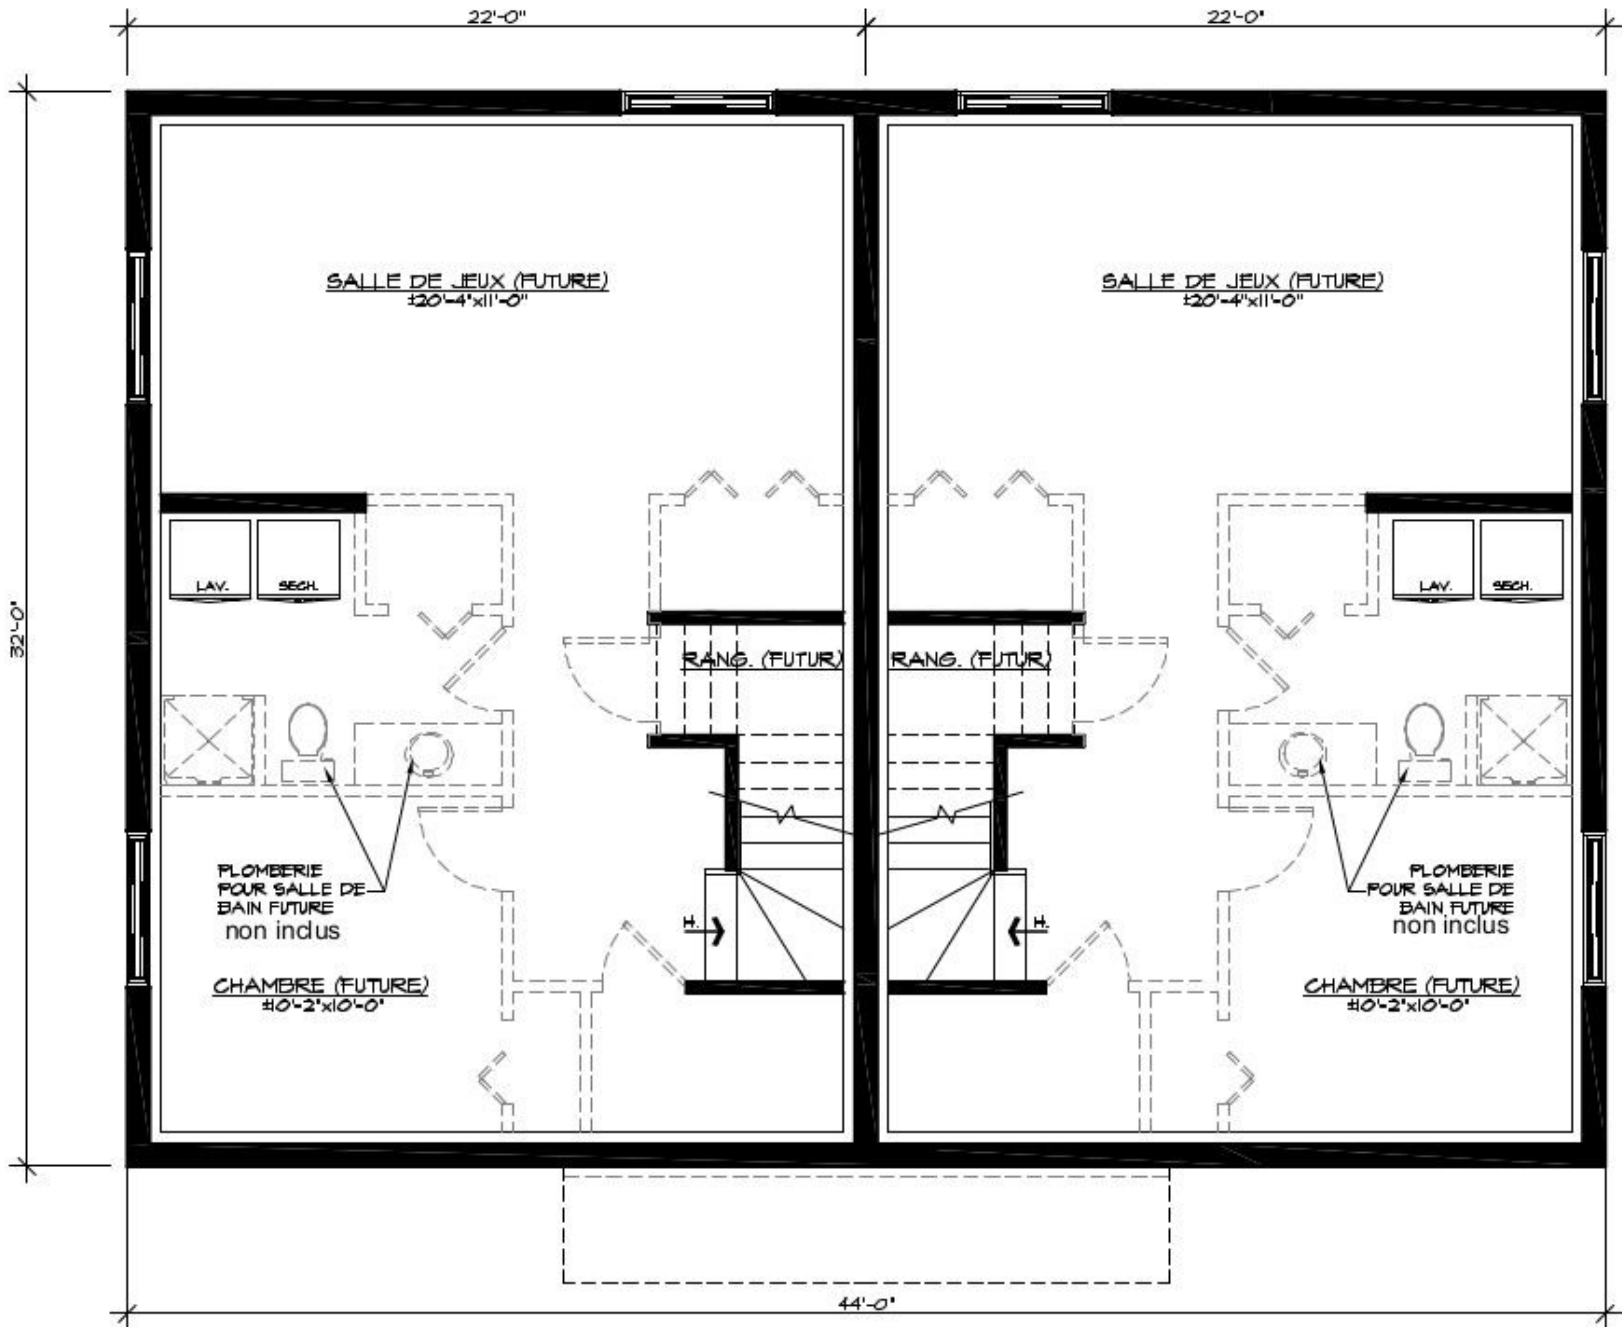 22'-0" 22'-0"
SALLE DE JEUX (FUTURE) SALLE DE JEUX (FUTURE)
±20'-4"x11'-0" ±20'-4"x11'-0"
LAV. SECH. LAV. SECH.
32'-0"
RANG. (FUTUR) RANG. (FUTUR)
PLOMBERIE
POUR SALLE DE
BAIN FUTURE
non inclus
PLOMBERIE
POUR SALLE DE
BAIN FUTURE
non inclus
H. H.
CHAMBRE (FUTURE) CHAMBRE (FUTURE)
±10'-2"x10'-0" ±10'-2"x10'-0"
44'-0"